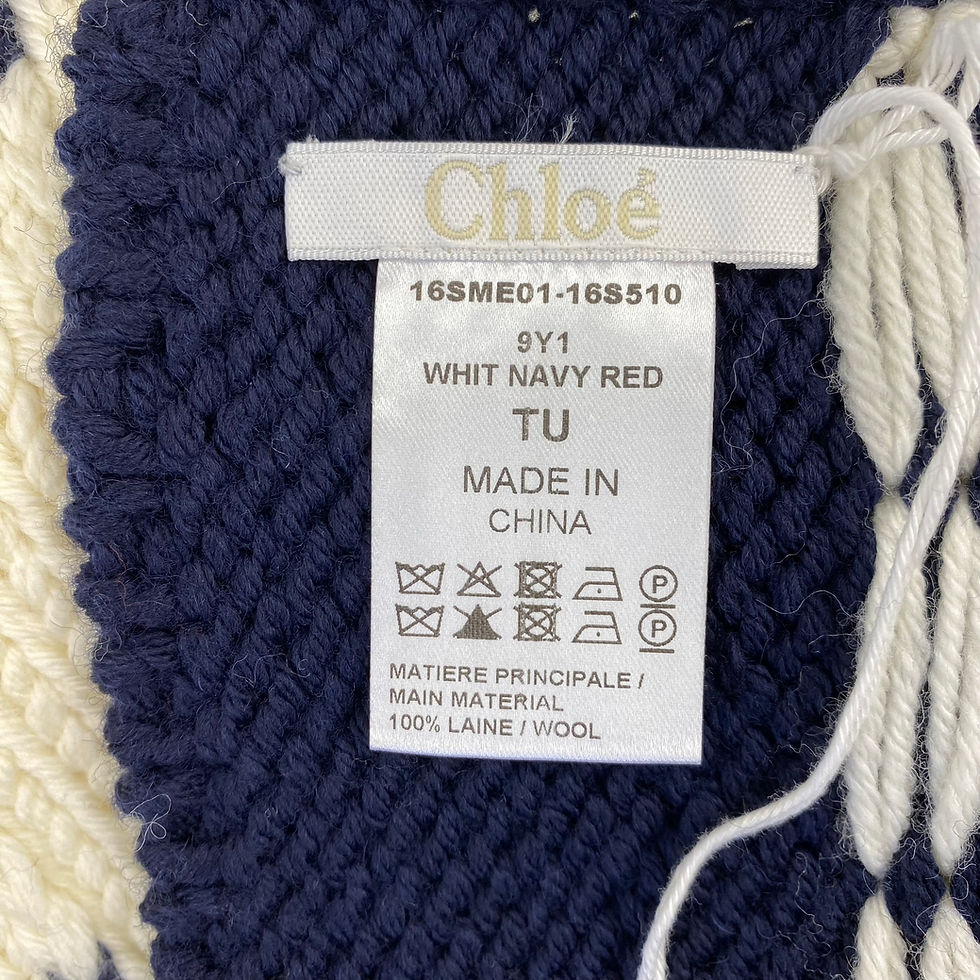 Chloé
16SME01-16S510
9Y1
WHIT NAVY RED
TU
MADE IN
CHINA
P
P
MATIERE PRINCIPALE /
MAIN MATERIAL
100% LAINE / WOOL